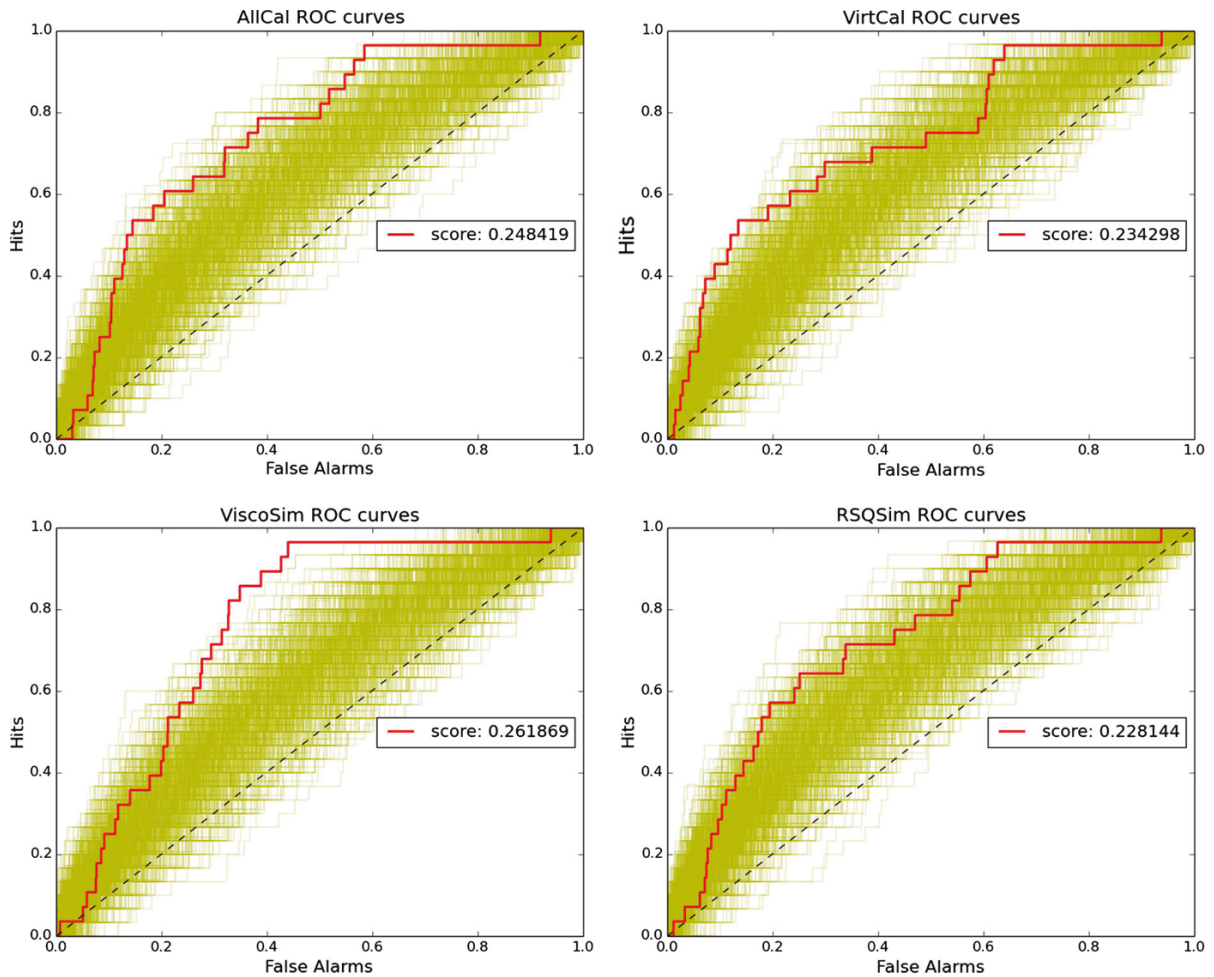 AllCal ROC curves
1.0
0.8
0.6
0.4
0.2
0.0
Hits
score: 0.248419
0.0 0.2 0.4 0.6 0.8 1.0
False Alarms
VirtCal ROC curves
1.0
0.8
0.6
0.4
0.2
0.0
Hits
score: 0.234298
0.0 0.2 0.4 0.6 0.8 1.0
False Alarms
ViscoSim ROC curves
1.0
0.8
0.6
0.4
0.2
0.0
Hits
score: 0.261869
0.0 0.2 0.4 0.6 0.8 1.0
False Alarms
RSQSim ROC curves
1.0
0.8
0.6
0.4
0.2
0.0
Hits
score: 0.228144
0.0 0.2 0.4 0.6 0.8 1.0
False Alarms